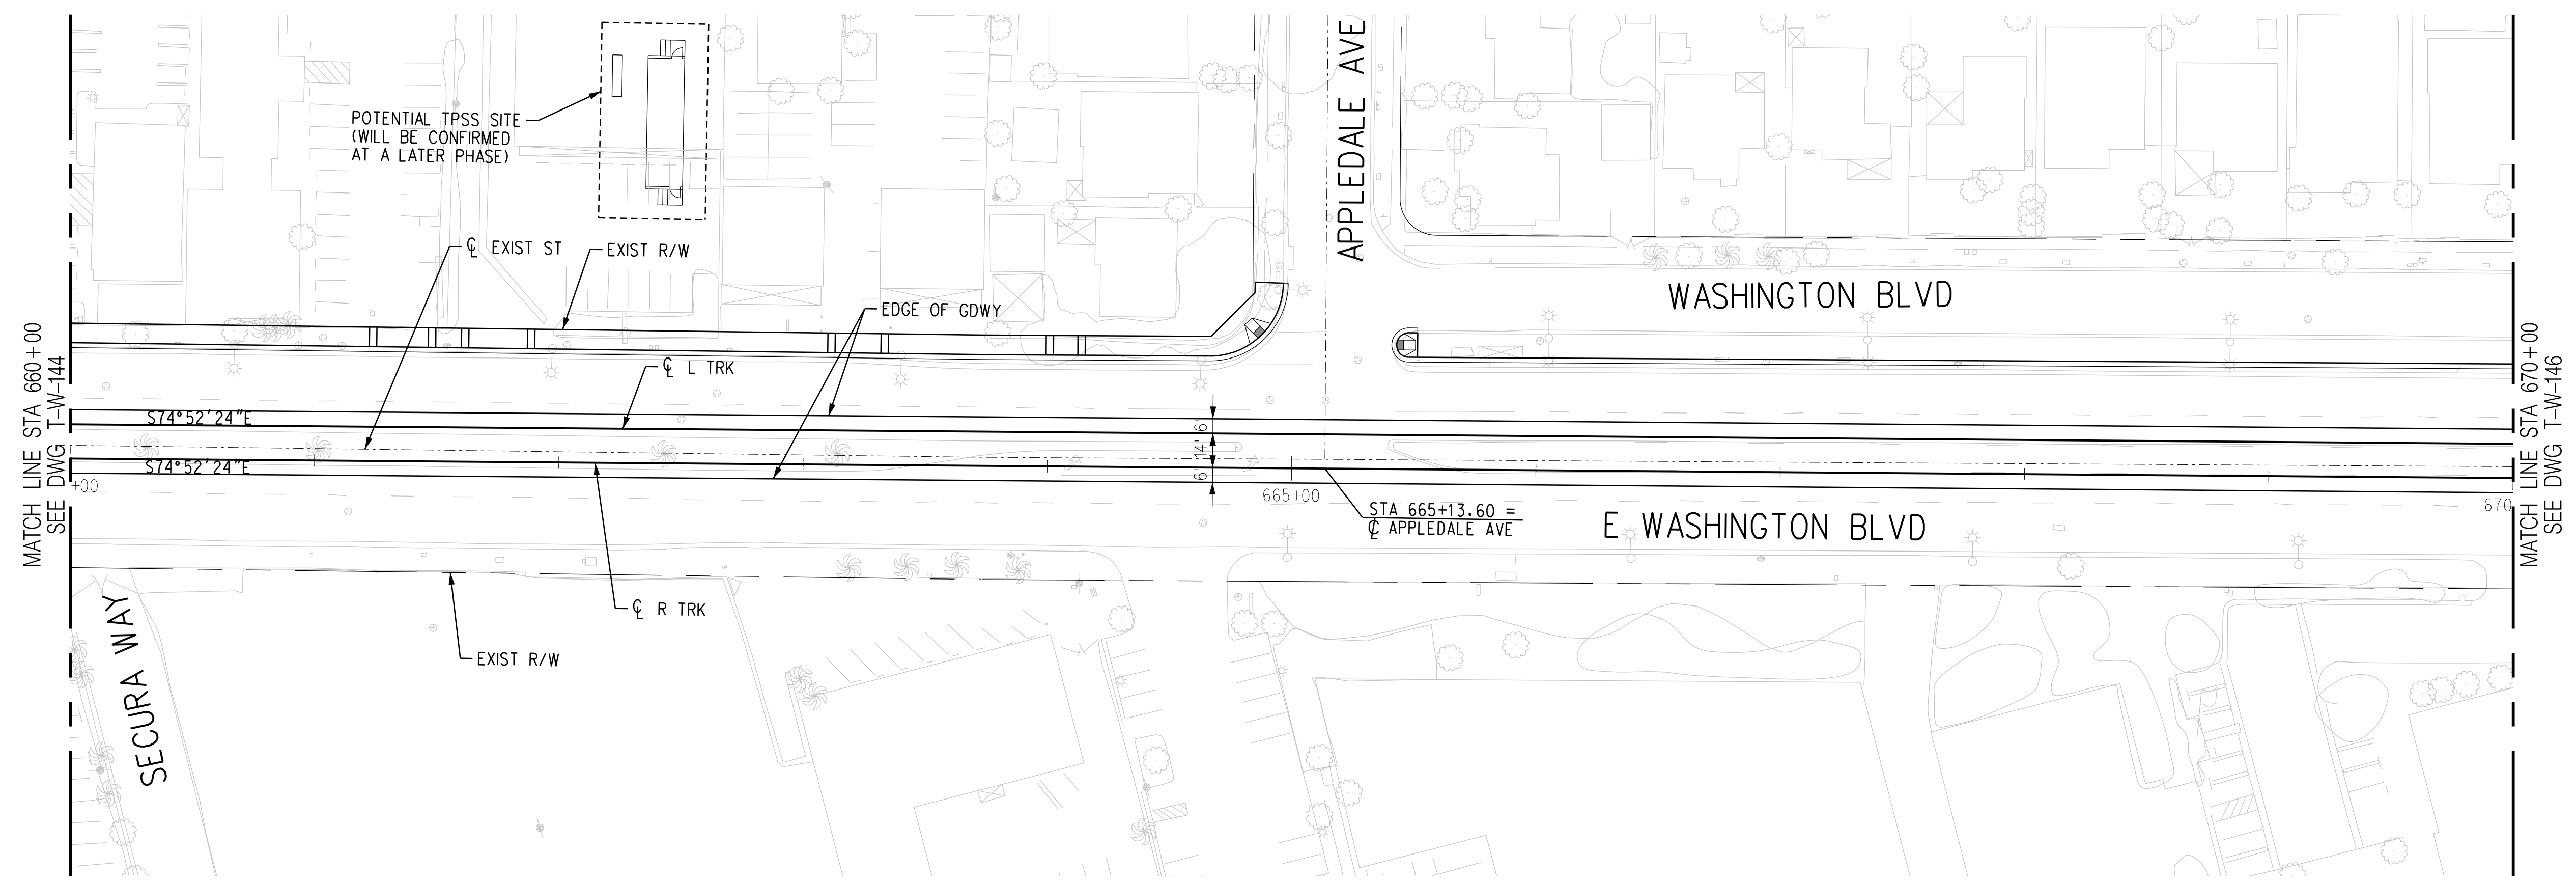 APPLEDALE AVE
POTENTIAL TPSS SITE
(WILL BE CONFIRMED
AT A LATER PHASE)
℄ EXIST ST
EXIST R/W
EDGE OF GDWY
WASHINGTON BLVD
MATCH LINE STA 660+00
SEE DWG T-W-144
℄ L TRK
S74°52'24"E
S74°52'24"E
6'
14'
6'
+00
665+00
STA 665+13.60 =
℄ APPLEDALE AVE
E WASHINGTON BLVD
670
MATCH LINE STA 670+00
SEE DWG T-W-146
℄ R TRK
EXIST R/W
SECURA WAY